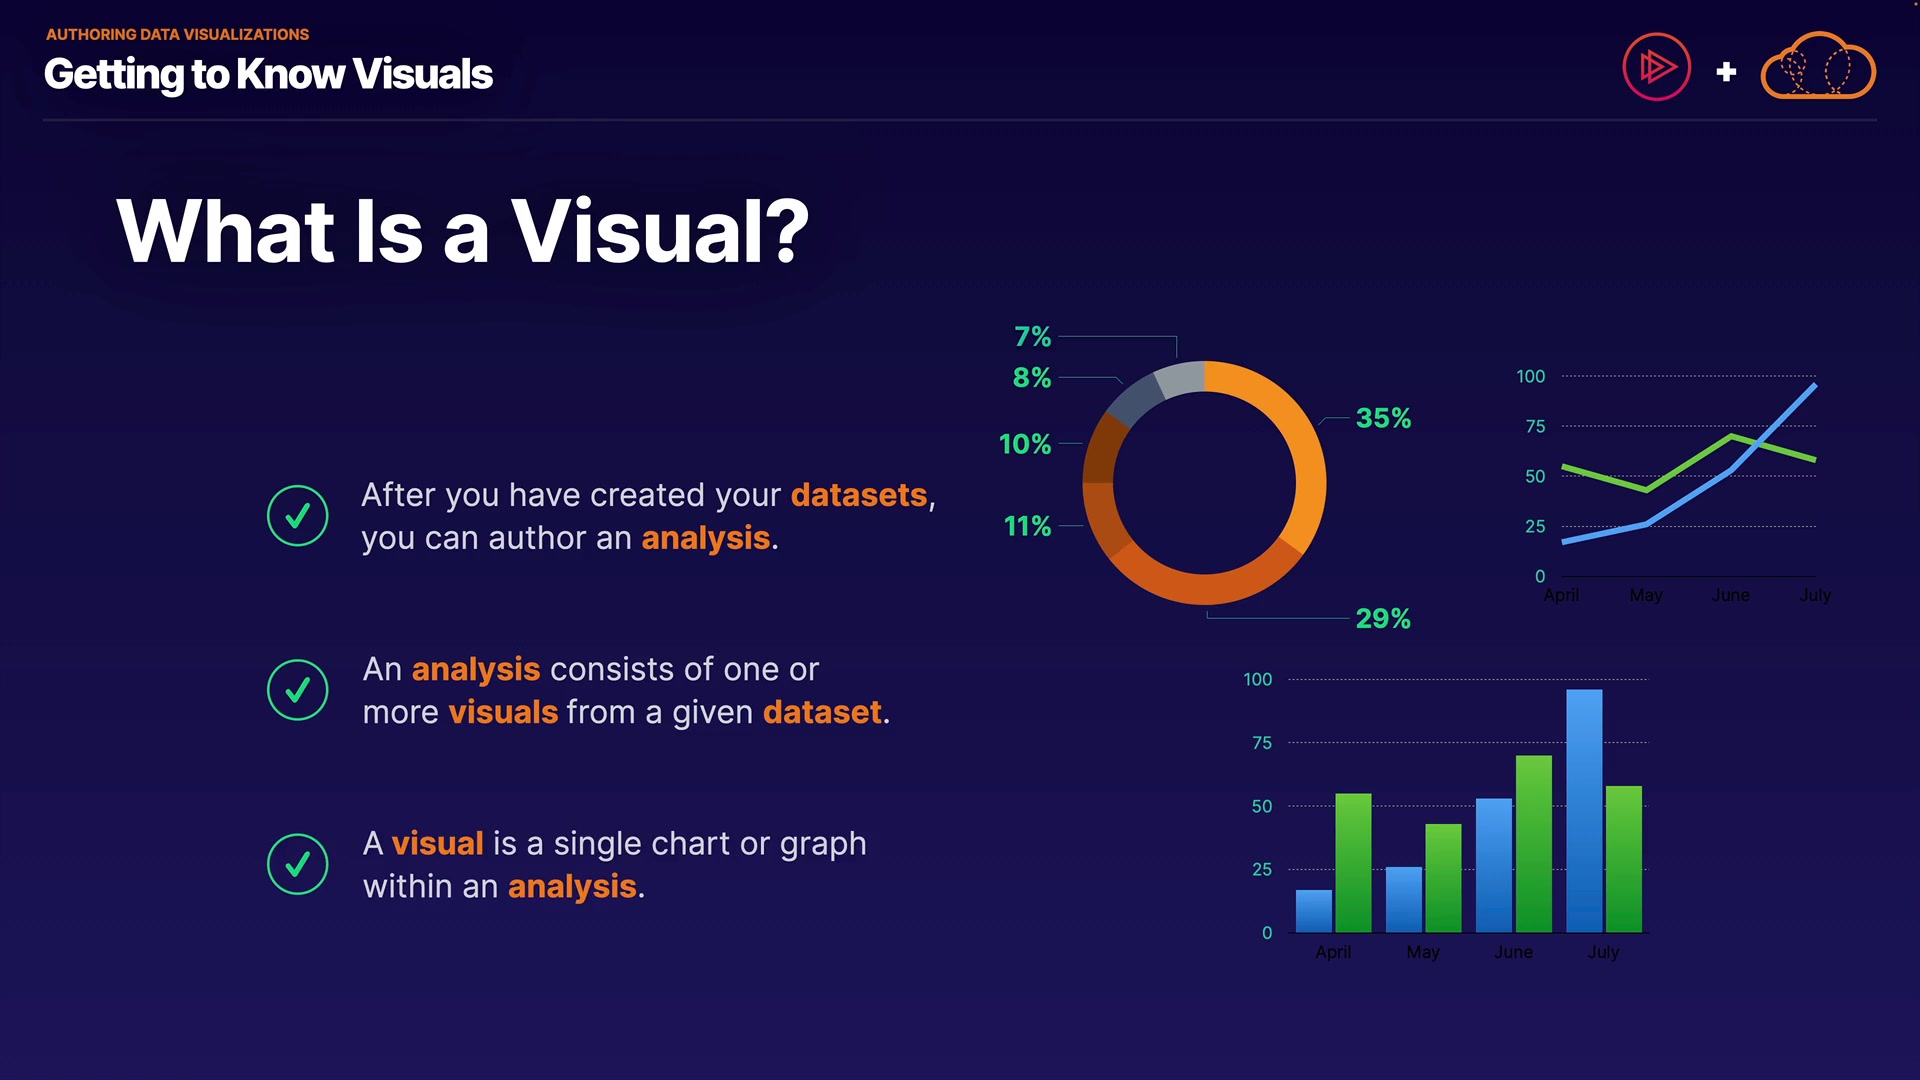 AUTHORING DATA VISUALIZATIONS
Getting to Know Visuals
What Is a Visual?
After you have created your datasets,
you can author an analysis.
An analysis consists of one or
more visuals from a given dataset.
A visual is a single chart or graph
within an analysis.
7%
8%
10%
11%
35%
29%
100
75
50
25
0
April May June July
100
75
50
25
0
April May June July